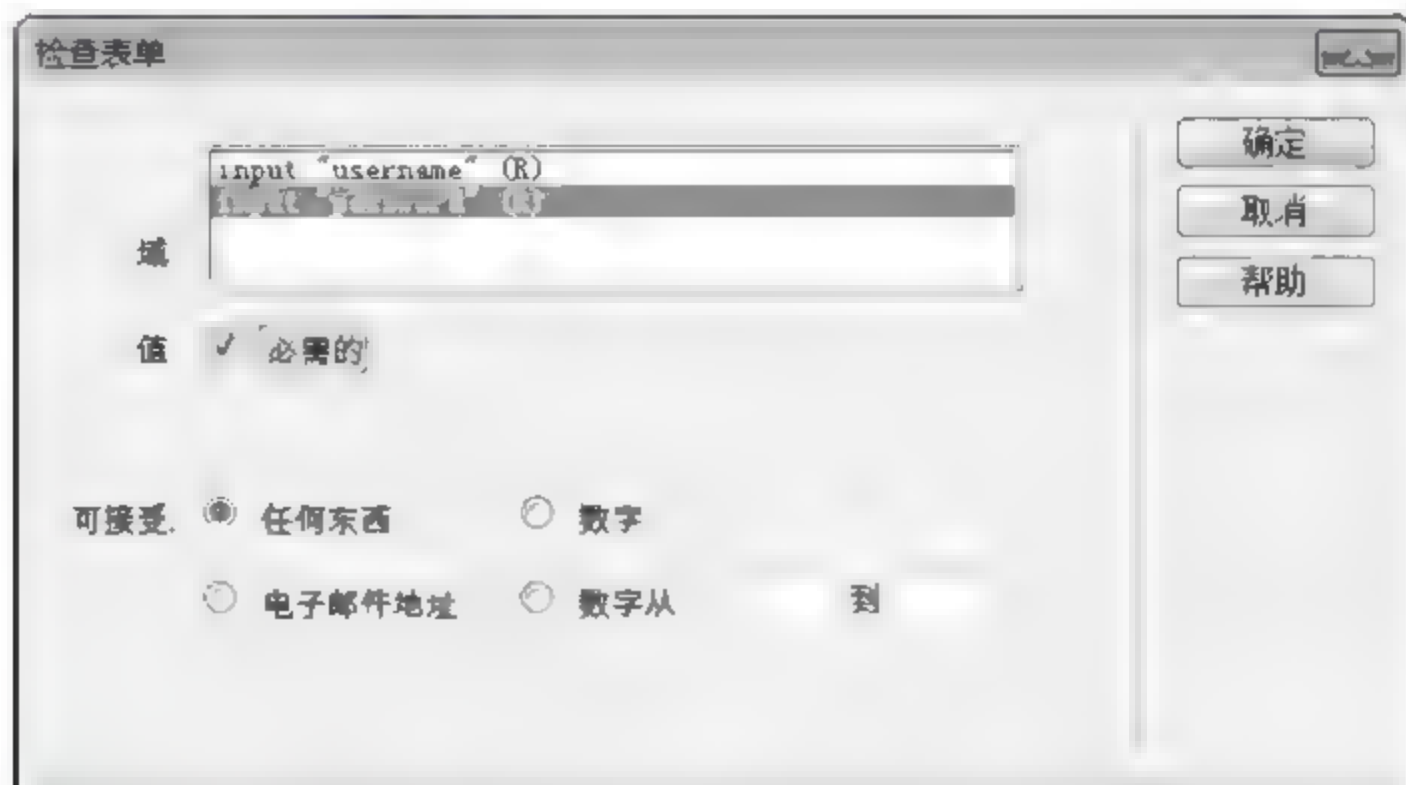 检查表单
input "username" (R)
域
值
必需的
可接受:
任何东西
数字
电子邮件地址
数字从
到
确定
取消
帮助